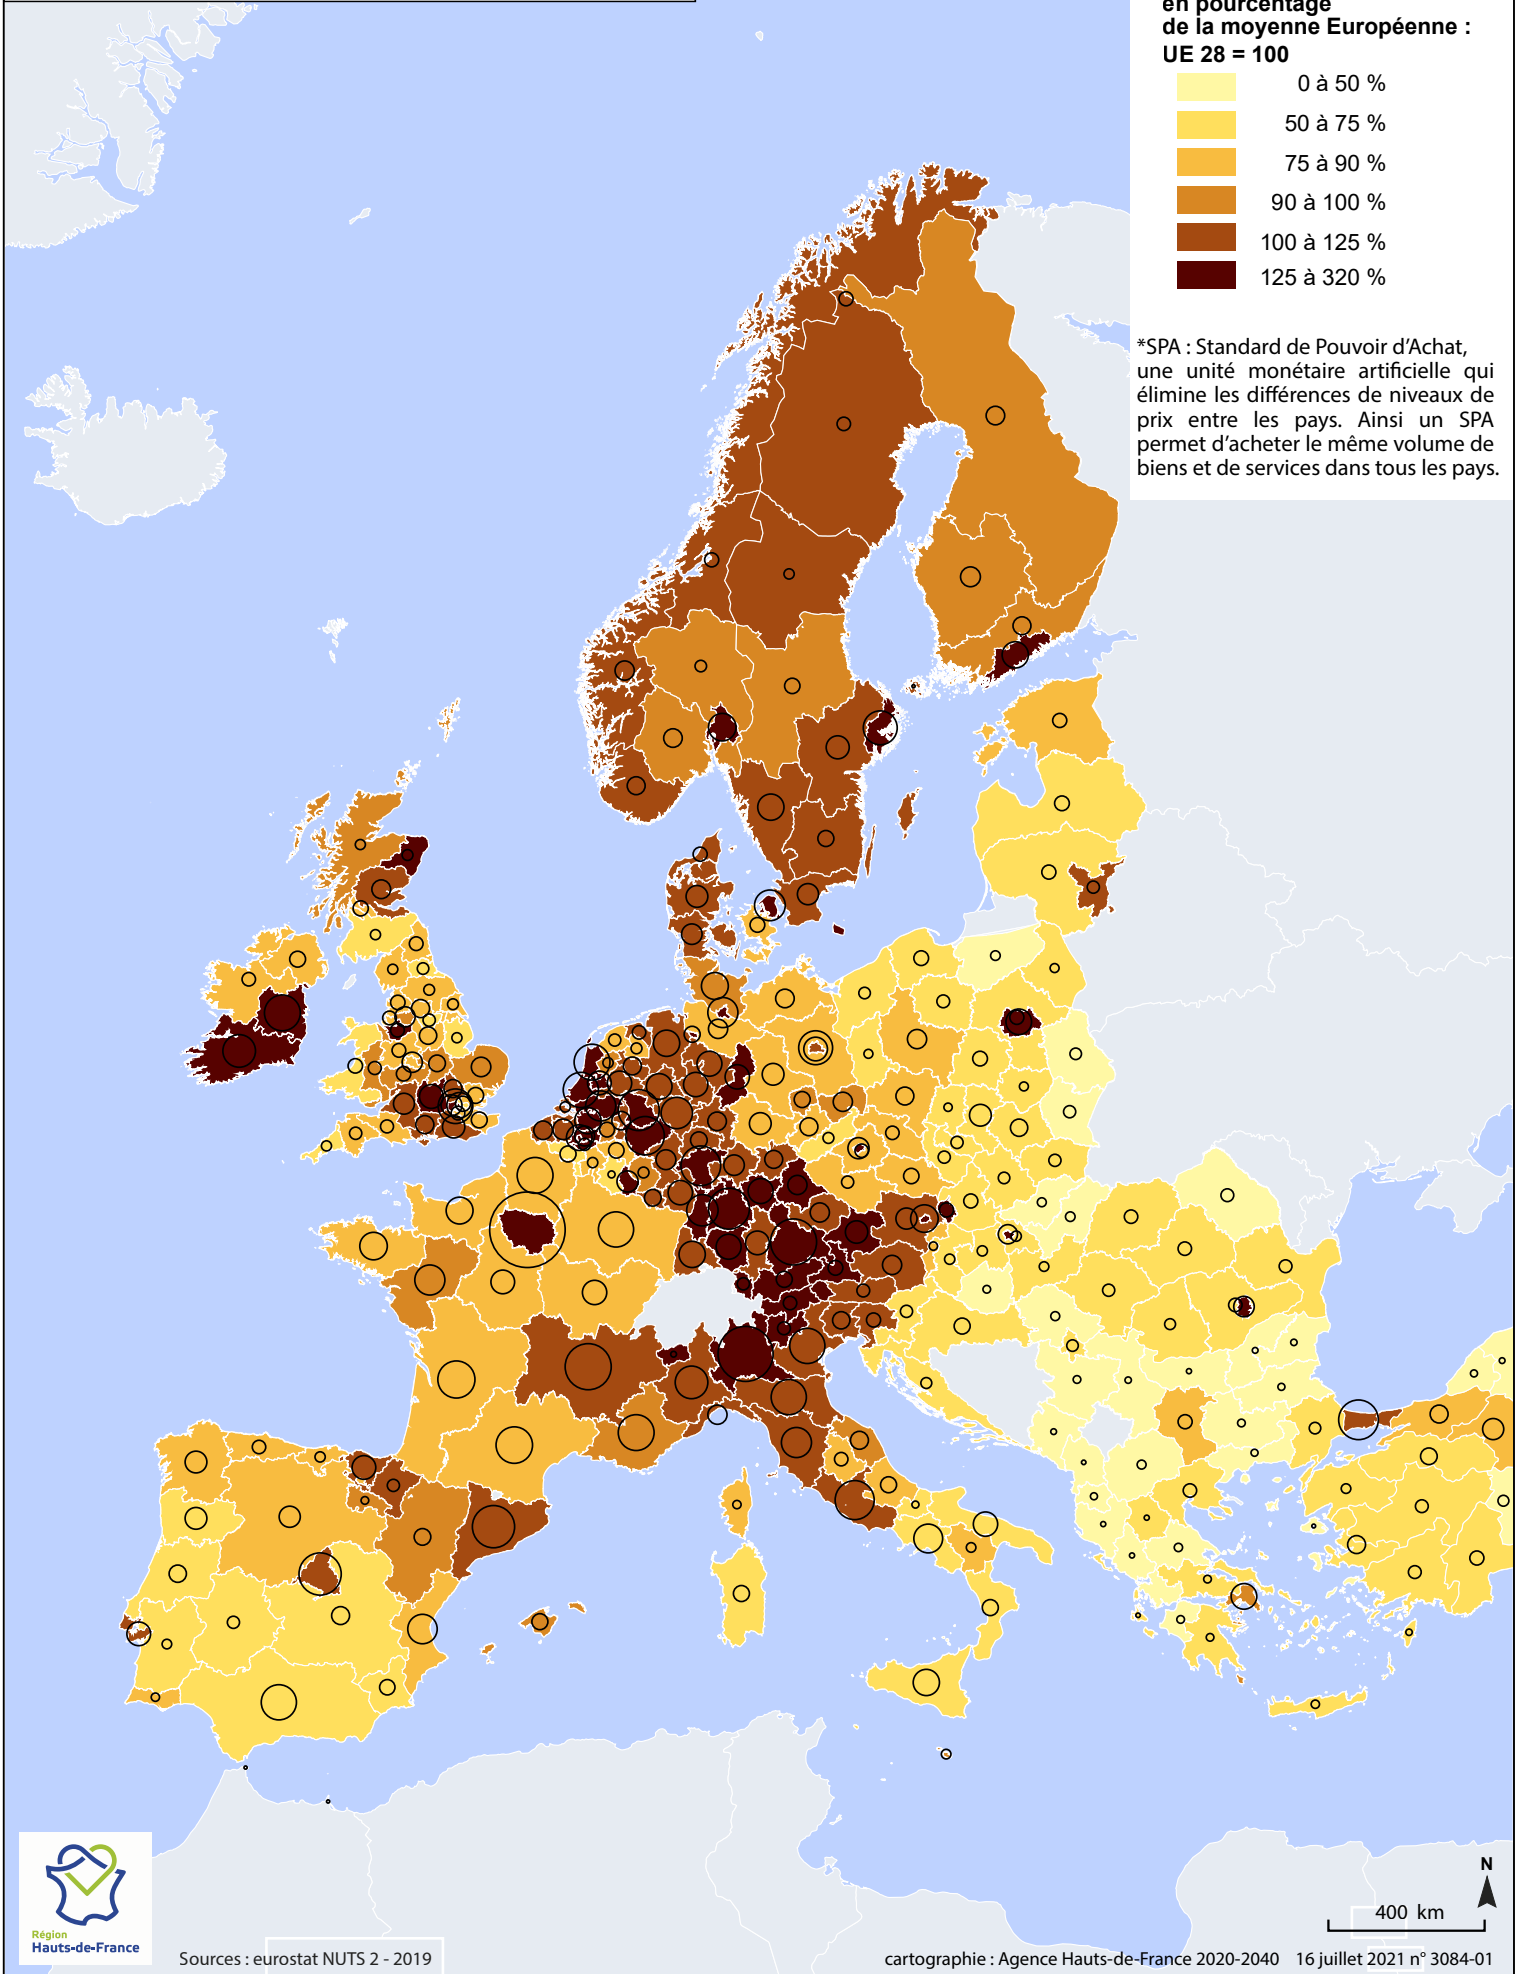 en pourcentage
de la moyenne Européenne :
UE 28 = 100
0 à 50 %
50 à 75 %
75 à 90 %
90 à 100 %
100 à 125 %
125 à 320 %
*SPA : Standard de Pouvoir d’Achat,
une unité monétaire artificielle qui
élimine les différences de niveaux de
prix entre les pays. Ainsi un SPA
permet d’acheter le même volume de
biens et de services dans tous les pays.
N
400 km
Région
Hauts-de-France
Sources : eurostat NUTS 2 - 2019
cartographie : Agence Hauts-de-France 2020-2040 16 juillet 2021 n° 3084-01